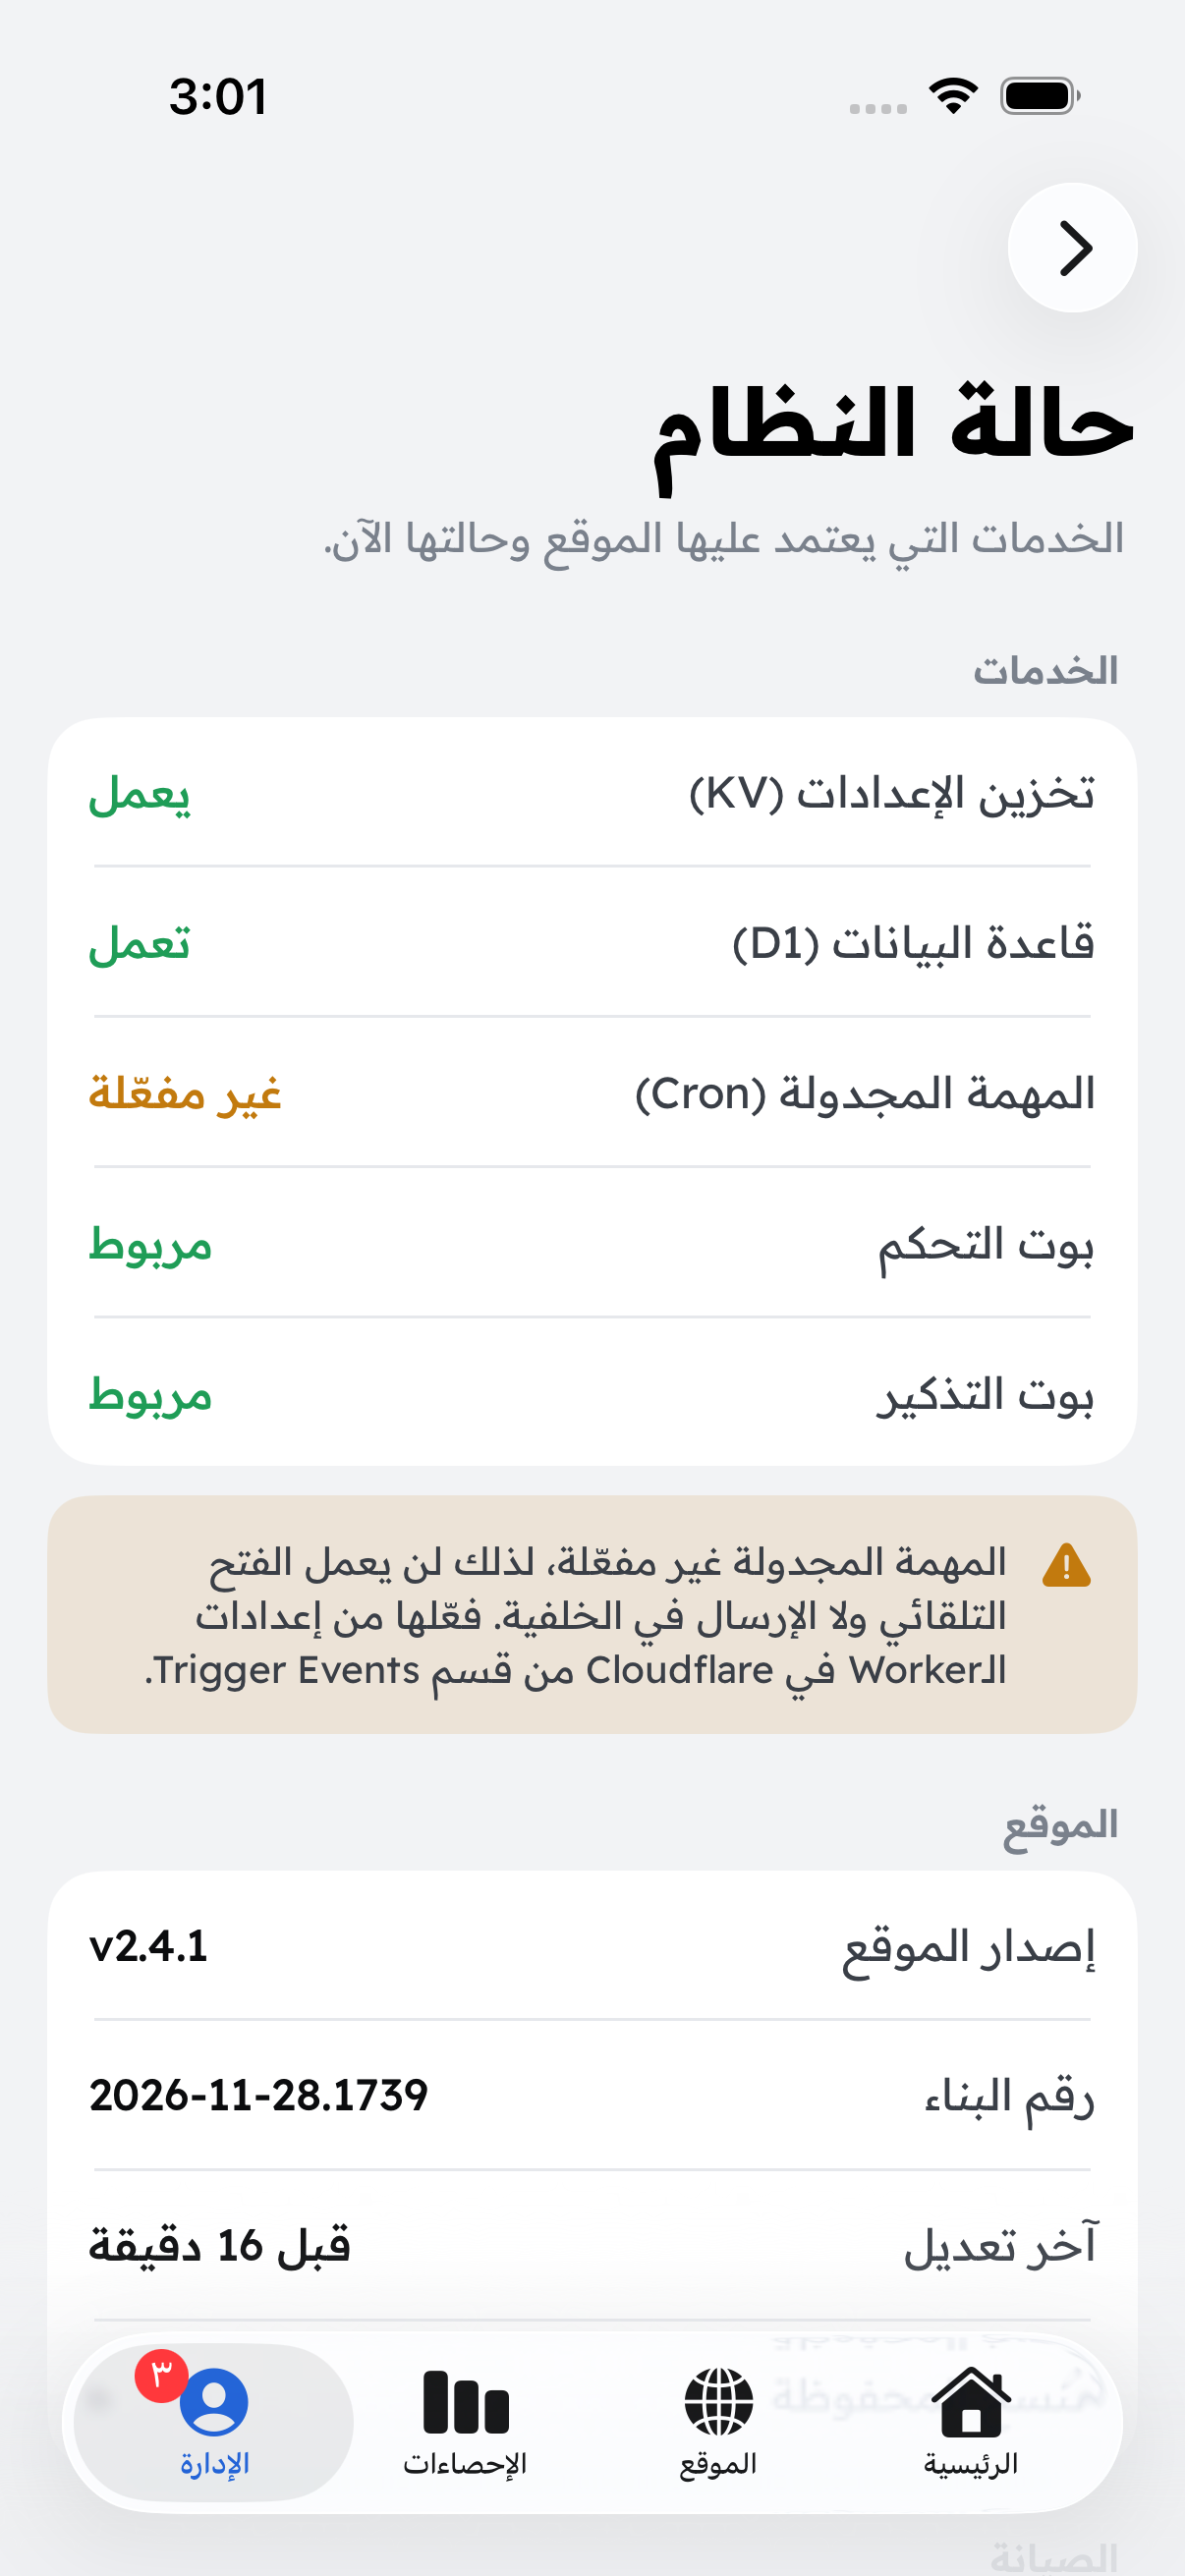 3:01
حالة النظام
الخدمات التي يعتمد عليها الموقع وحالتها الآن.
الخدمات
تخزين الإعدادات (KV) يعمل
قاعدة البيانات (D1) تعمل
المهمة المجدولة (Cron) غير مفعّلة
بوت التحكم مربوط
بوت التذكير مربوط
المهمة المجدولة غير مفعّلة، لذلك لن يعمل الفتح
التلقائي ولا الإرسال في الخلفية. فعّلها من إعدادات
الـWorker في Cloudflare من قسم Trigger Events.
الموقع
إصدار الموقع v2.4.1
رقم البناء 2026-11-28.1739
آخر تعديل قبل 16 دقيقة
محفوظة
الرئيسية الموقع الإحصاءات الإدارة ٣
الصيانة